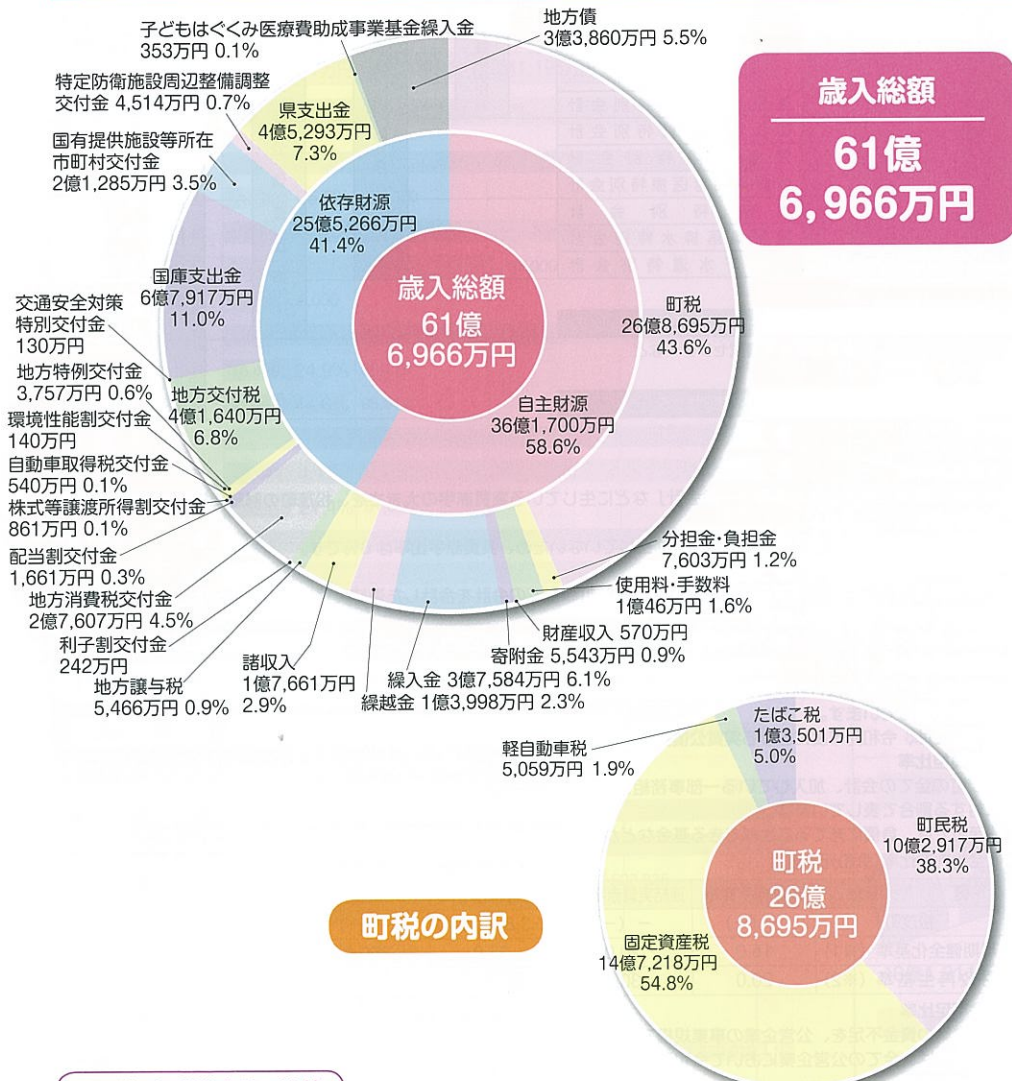 子どもはぐくみ医療費助成事業基金繰入金
353万円 0.1%
地方債
3億3,860万円 5.5%
特定防衛施設周辺整備調整
交付金 4,514万円 0.7%
県支出金
4億5,293万円
7.3%
国有提供施設等所在
市町村交付金
2億1,285万円 3.5%
依存財源
25億5,266万円
41.4%
国庫支出金
6億7,917万円
11.0%
交通安全対策
特別交付金
130万円
地方特例交付金
3,757万円 0.6%
地方交付税
4億1,640万円
6.8%
環境性能割交付金
140万円
自動車取得税交付金
540万円 0.1%
株式等譲渡所得割交付金
861万円 0.1%
配当割交付金
1,661万円 0.3%
地方消費税交付金
2億7,607万円 4.5%
利子割交付金
242万円
地方譲与税
5,466万円 0.9%
歳入総額
61億
6,966万円
町税
26億8,695万円
43.6%
自主財源
36億1,700万円
58.6%
分担金・負担金
7,603万円 1.2%
使用料・手数料
1億46万円 1.6%
財産収入 570万円
寄附金 5,543万円 0.9%
繰入金 3億7,584万円 6.1%
繰越金 1億3,998万円 2.3%
諸収入
1億7,661万円
2.9%
歳入総額
61億
6,966万円
町税の内訳
たばこ税
1億3,501万円
5.0%
軽自動車税
5,059万円 1.9%
町民税
10億2,917万円
38.3%
町税
26億
8,695万円
固定資産税
14億7,218万円
54.8%